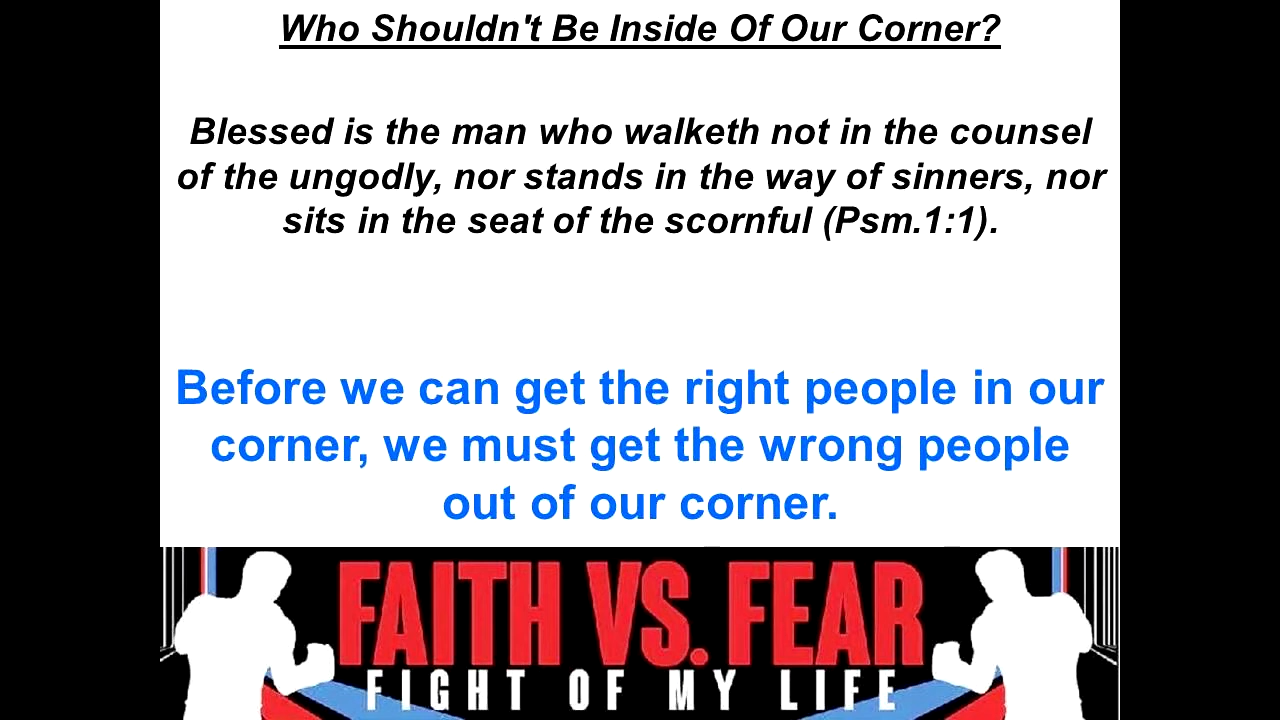 Who Shouldn't Be Inside Of Our Corner?
Blessed is the man who walketh not in the counsel
of the ungodly, nor stands in the way of sinners, nor
sits in the seat of the scornful (Psm.1:1).
Before we can get the right people in our
corner, we must get the wrong people
out of our corner.
FAITH VS. FEAR
FIGHT OF MY LIFE